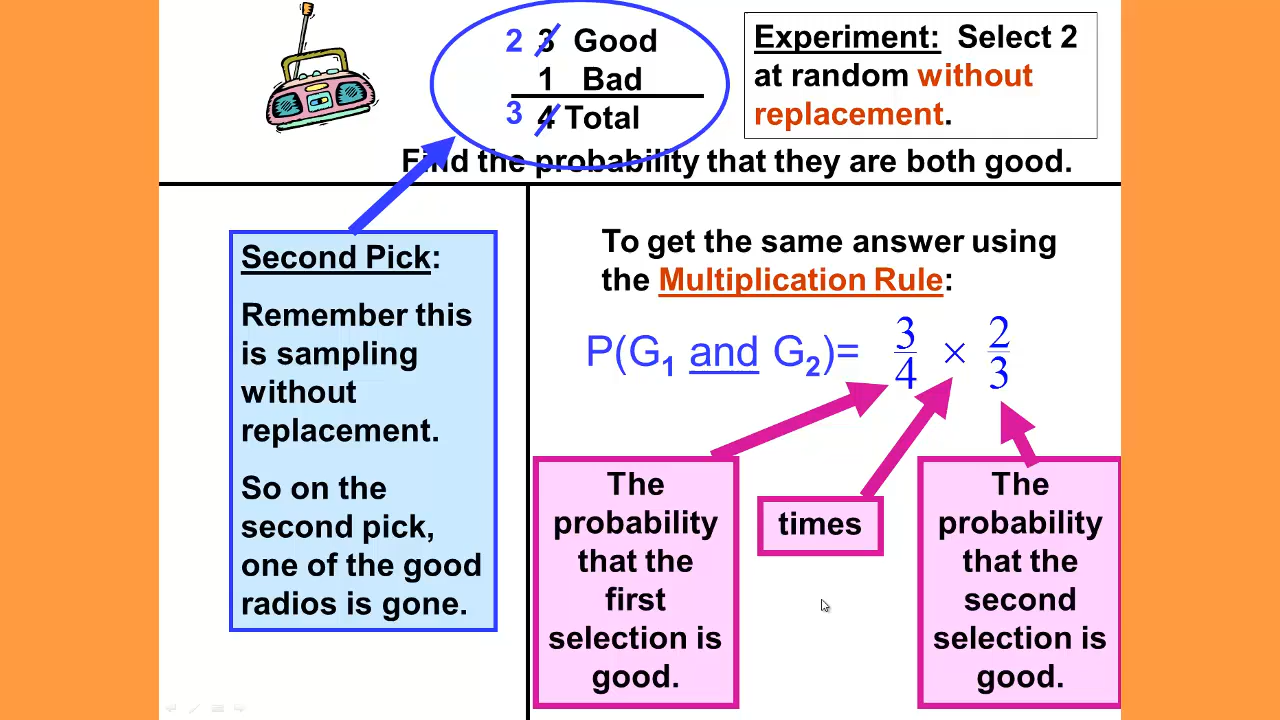 2 3 Good
1 Bad
3 4 Total
Experiment: Select 2
at random without
replacement.
Find the probability that they are both good.
Second Pick:
Remember this
is sampling
without
replacement.
So on the
second pick,
one of the good
radios is gone.
To get the same answer using
the Multiplication Rule:
P(G₁ and G₂)= 3/4 × 2/3
The
probability
that the
first
selection is
good.
times
The
probability
that the
second
selection is
good.